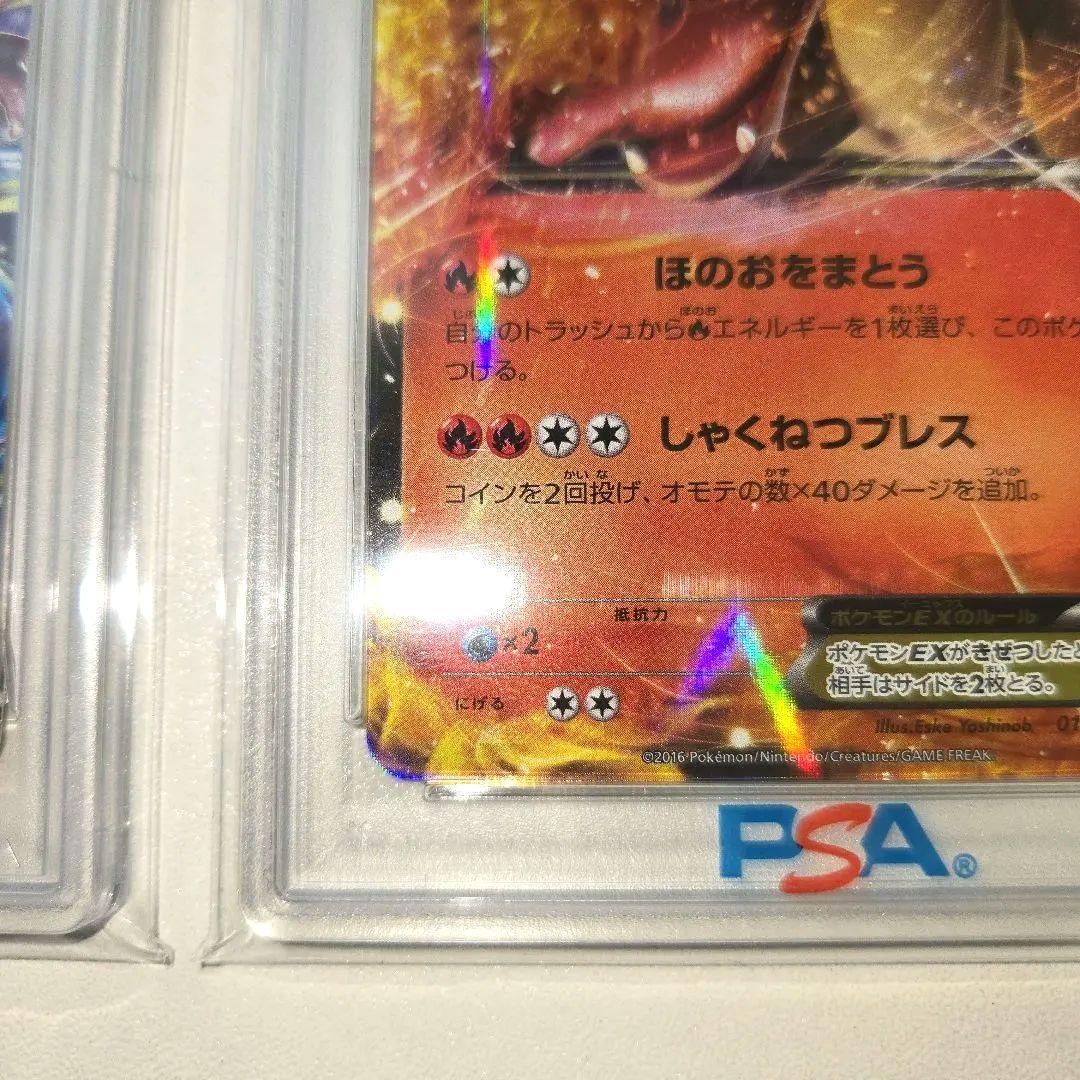 ほのおをまとう
自分のトラッシュからエネルギーを1枚選び、このポケ
つける。
しゃくねつブレス
コインを2回投げ、オモテの数×40ダメージを追加。
抵抗力
×2
ポケモンEXのルール
ポケモンEXがきぜつしたと
相手はサイドを2枚とる。
にげる
Illus.Eske Yoshinob
©2016 Pokémon/Nintendo/Creatures/GAME FREAK.
PSA®